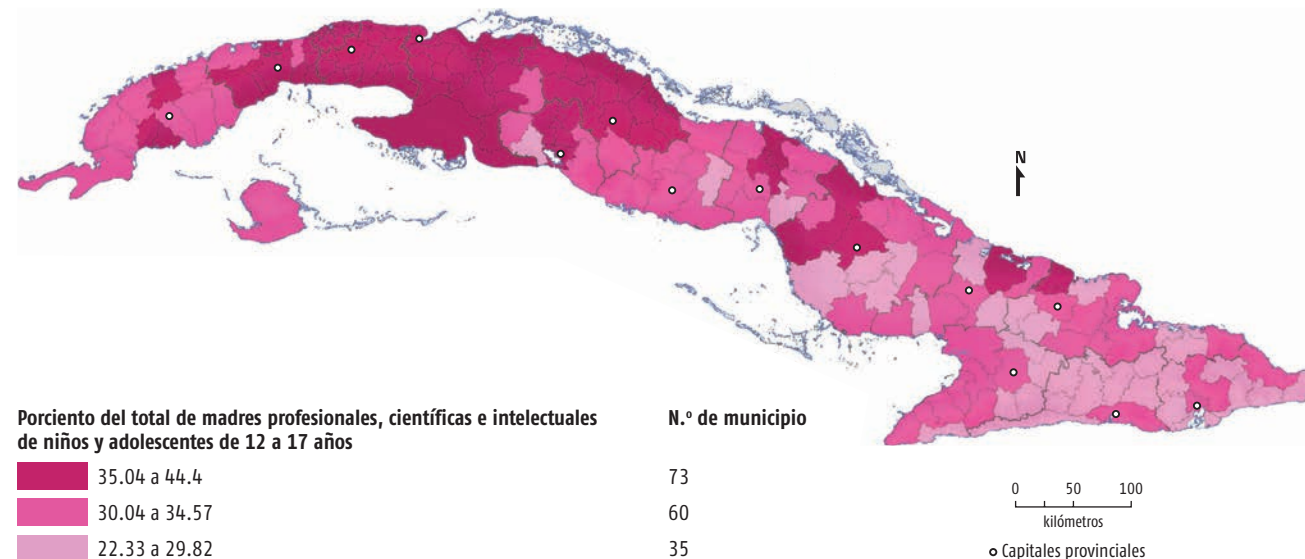 N
Porciento del total de madres profesionales, científicas e intelectuales
de niños y adolescentes de 12 a 17 años
N.º de municipio
35.04 a 44.4
73
30.04 a 34.57
60
22.33 a 29.82
35
0 50 100
kilómetros
Capitales provinciales